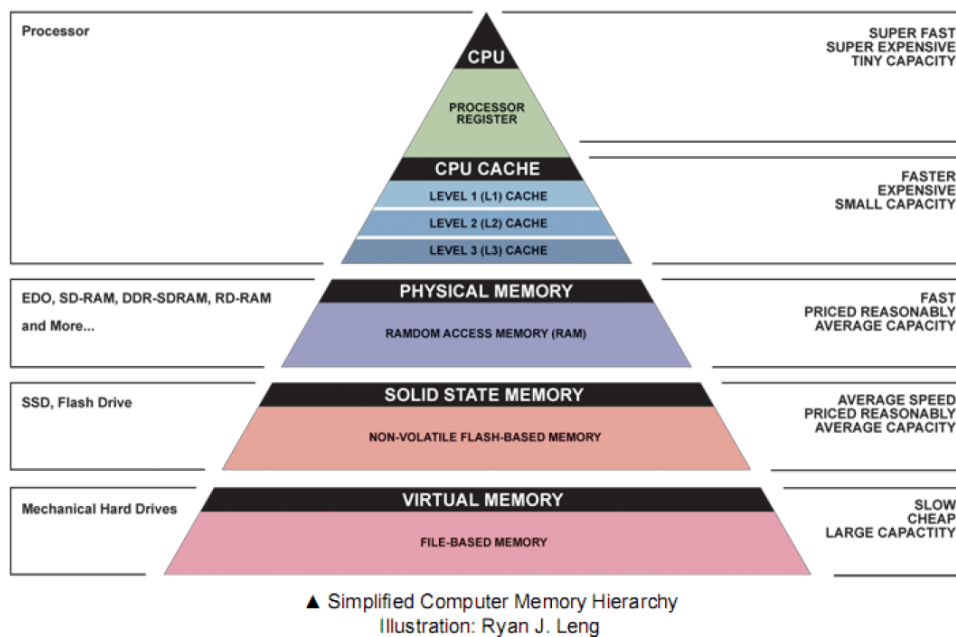 Processor
CPU
SUPER FAST
SUPER EXPENSIVE
TINY CAPACITY
PROCESSOR
REGISTER
CPU CACHE
LEVEL 1 (L1) CACHE
LEVEL 2 (L2) CACHE
LEVEL 3 (L3) CACHE
FASTER
EXPENSIVE
SMALL CAPACITY
EDO, SD-RAM, DDR-SDRAM, RD-RAM
and More...
PHYSICAL MEMORY
RAMDOM ACCESS MEMORY (RAM)
FAST
PRICED REASONABLY
AVERAGE CAPACITY
SSD, Flash Drive
SOLID STATE MEMORY
NON-VOLATILE FLASH-BASED MEMORY
AVERAGE SPEED
PRICED REASONABLY
AVERAGE CAPACITY
Mechanical Hard Drives
VIRTUAL MEMORY
FILE-BASED MEMORY
SLOW
CHEAP
LARGE CAPACTITY
▲ Simplified Computer Memory Hierarchy
Illustration: Ryan J. Leng